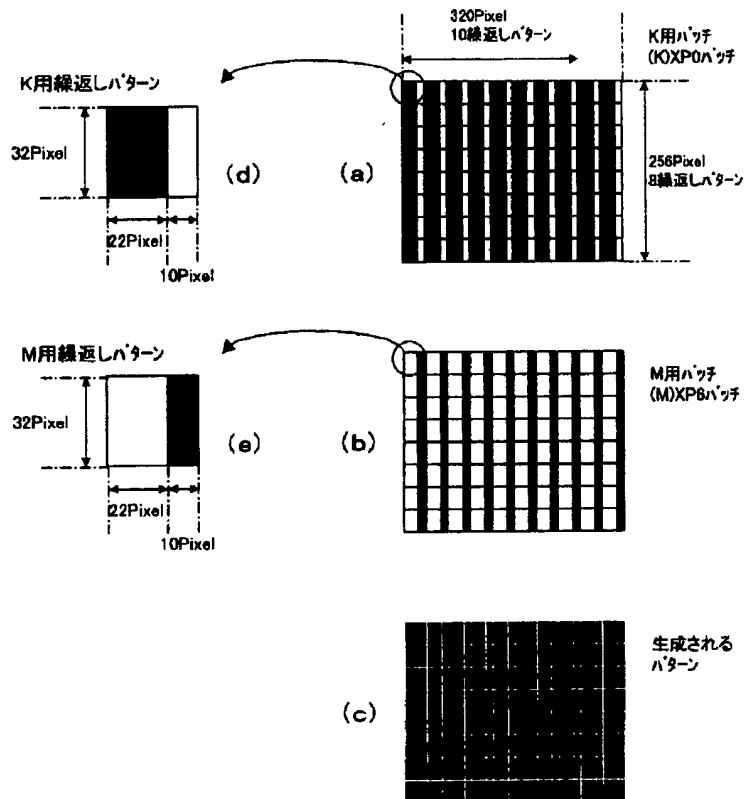 320Pixel
10繰返しパターン
K用パッチ
(K)XP0パッチ
K用繰返しパターン
32Pixel
(d)
(a)
256Pixel
8繰返しパターン
22Pixel
10Pixel
M用繰返しパターン
M用パッチ
(M)XP6パッチ
32Pixel
(e)
(b)
22Pixel
10Pixel
生成される
パターン
(c)